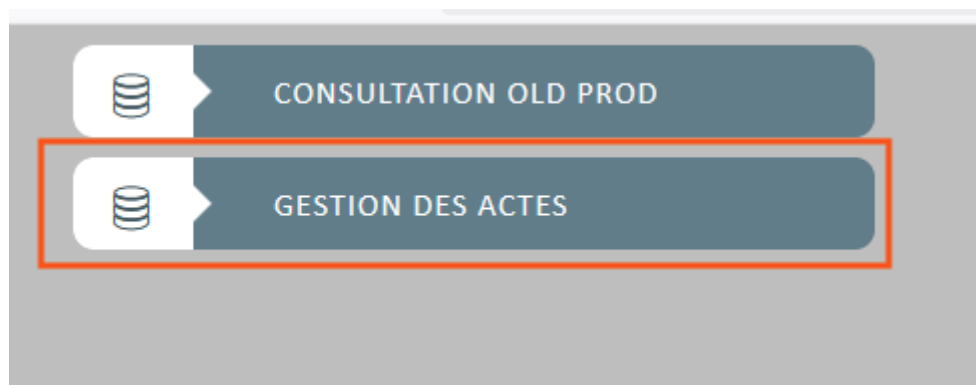 CONSULTATION OLD PROD
GESTION DES ACTES